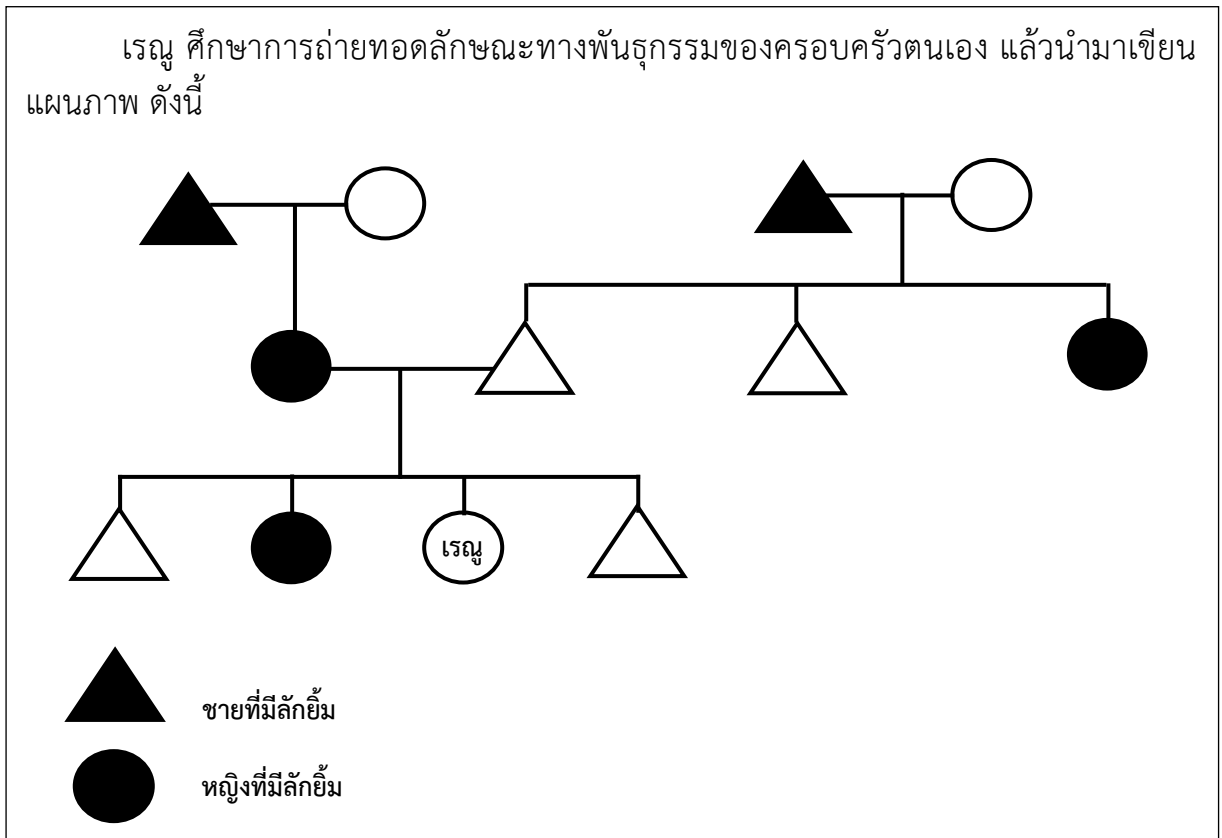 เรณู ศึกษาการถ่ายทอดลักษณะทางพันธุกรรมของครอบครัวตนเอง แล้วนำมาเขียน
แผนภาพ ดังนี้
เรณู
ชายที่มีลักยิ้ม
หญิงที่มีลักยิ้ม